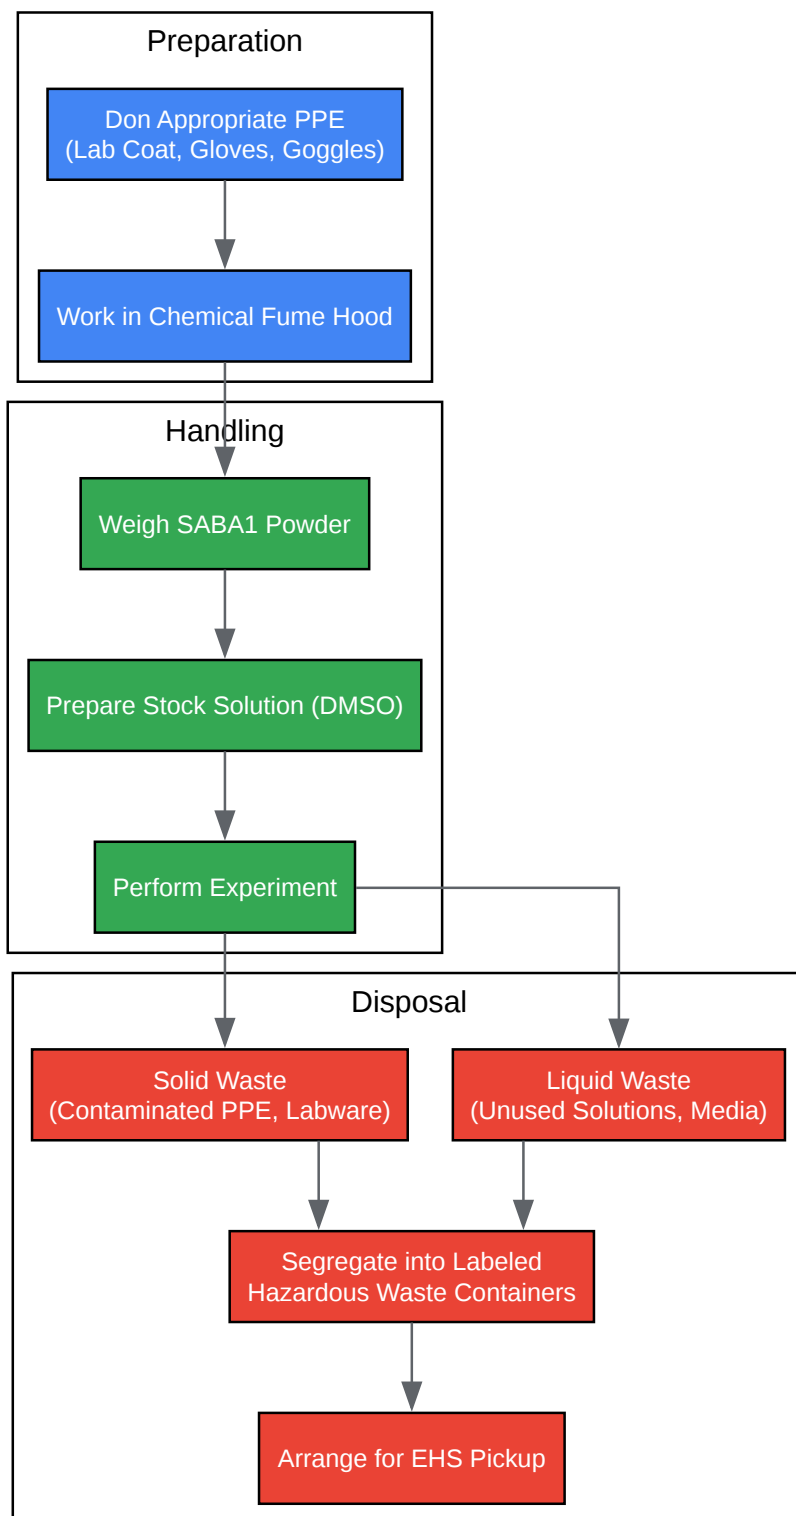 Preparation
Don Appropriate PPE
(Lab Coat, Gloves, Goggles)
Work in Chemical Fume Hood
Handling
Weigh SABA1 Powder
Prepare Stock Solution (DMSO)
Perform Experiment
Disposal
Solid Waste
(Contaminated PPE, Labware)
Liquid Waste
(Unused Solutions, Media)
Segregate into Labeled
Hazardous Waste Containers
Arrange for EHS Pickup